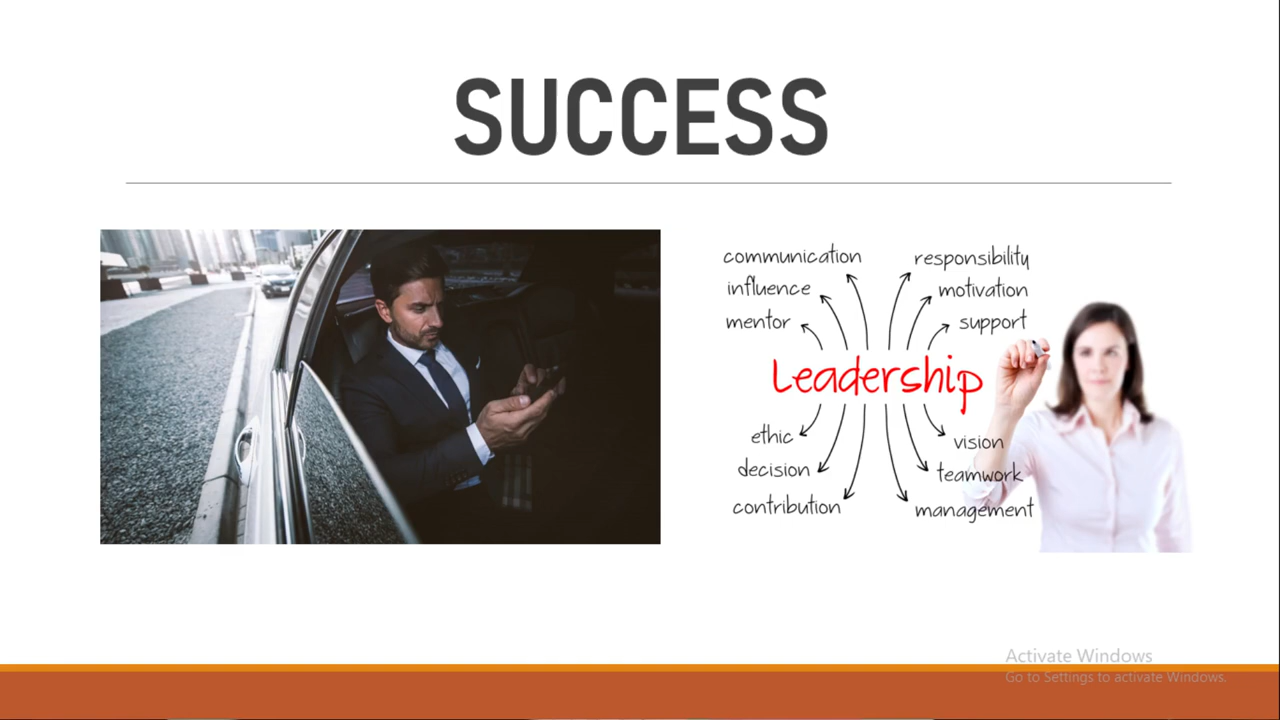 SUCCESS
communication
influence
mentor
responsibility
motivation
support
Leadership
ethic
decision
contribution
vision
teamwork
management
Activate Windows
Go to Settings to activate Windows.